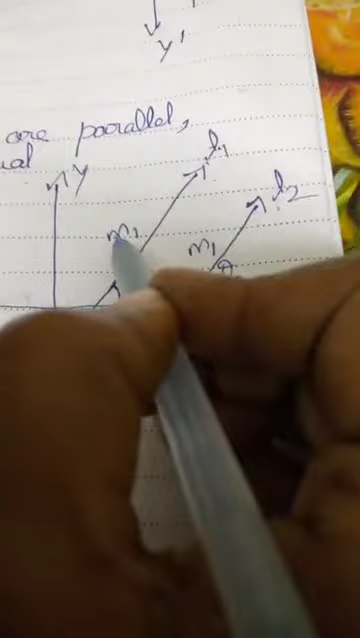 y,
are parallel,
ual
y l1
l2
m1
m1